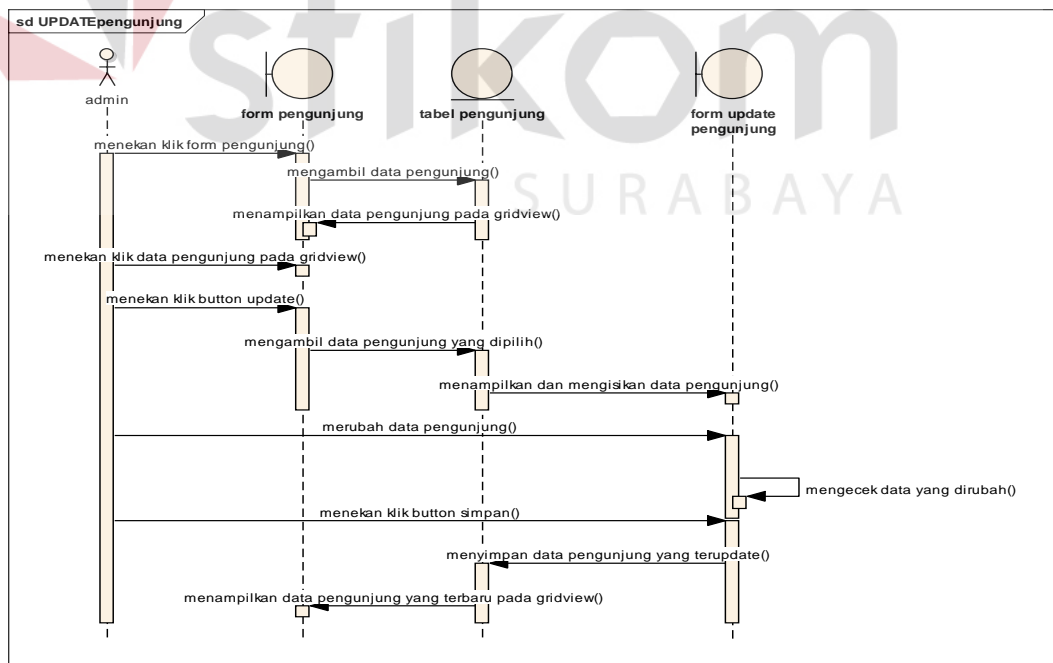 stikom
SURABAYA
sd UPDATEpengunjung
admin
form pengunjung
tabel pengunjung
form update
pengunjung
menekan klik form pengunjung()
mengambil data pengunjung()
menampilkan data pengunjung pada gridview()
menekan klik data pengunjung pada gridview()
menekan klik button update()
mengambil data pengunjung yang dipilih()
menampilkan dan mengisikan data pengunjung()
merubah data pengunjung()
mengecek data yang dirubah()
menekan klik button simpan()
menyimpan data pengunjung yang terupdate()
menampilkan data pengunjung yang terbaru pada gridview()